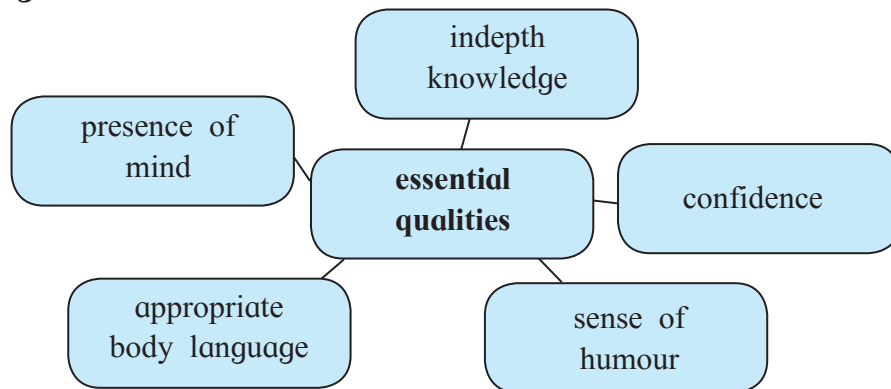 indepth
knowledge
presence of
mind
essential
qualities
confidence
appropriate
body language
sense of
humour